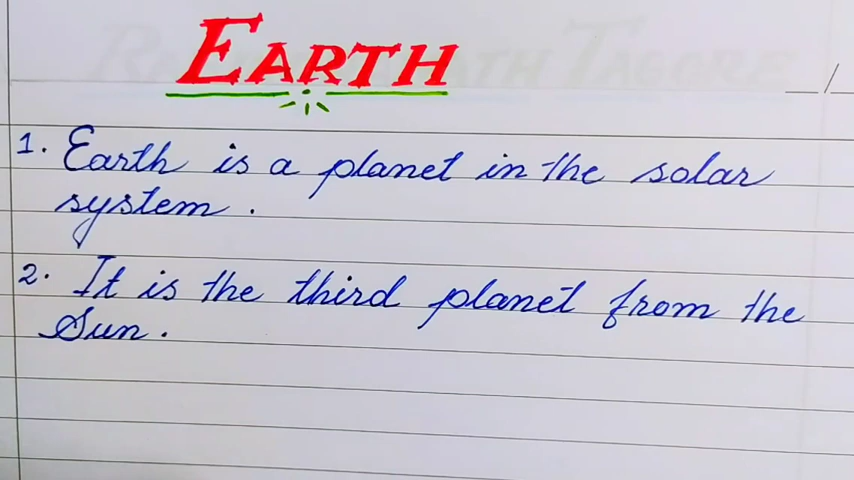 EARTH
1. Earth is a planet in the solar
system.
2. It is the third planet from the
Sun.